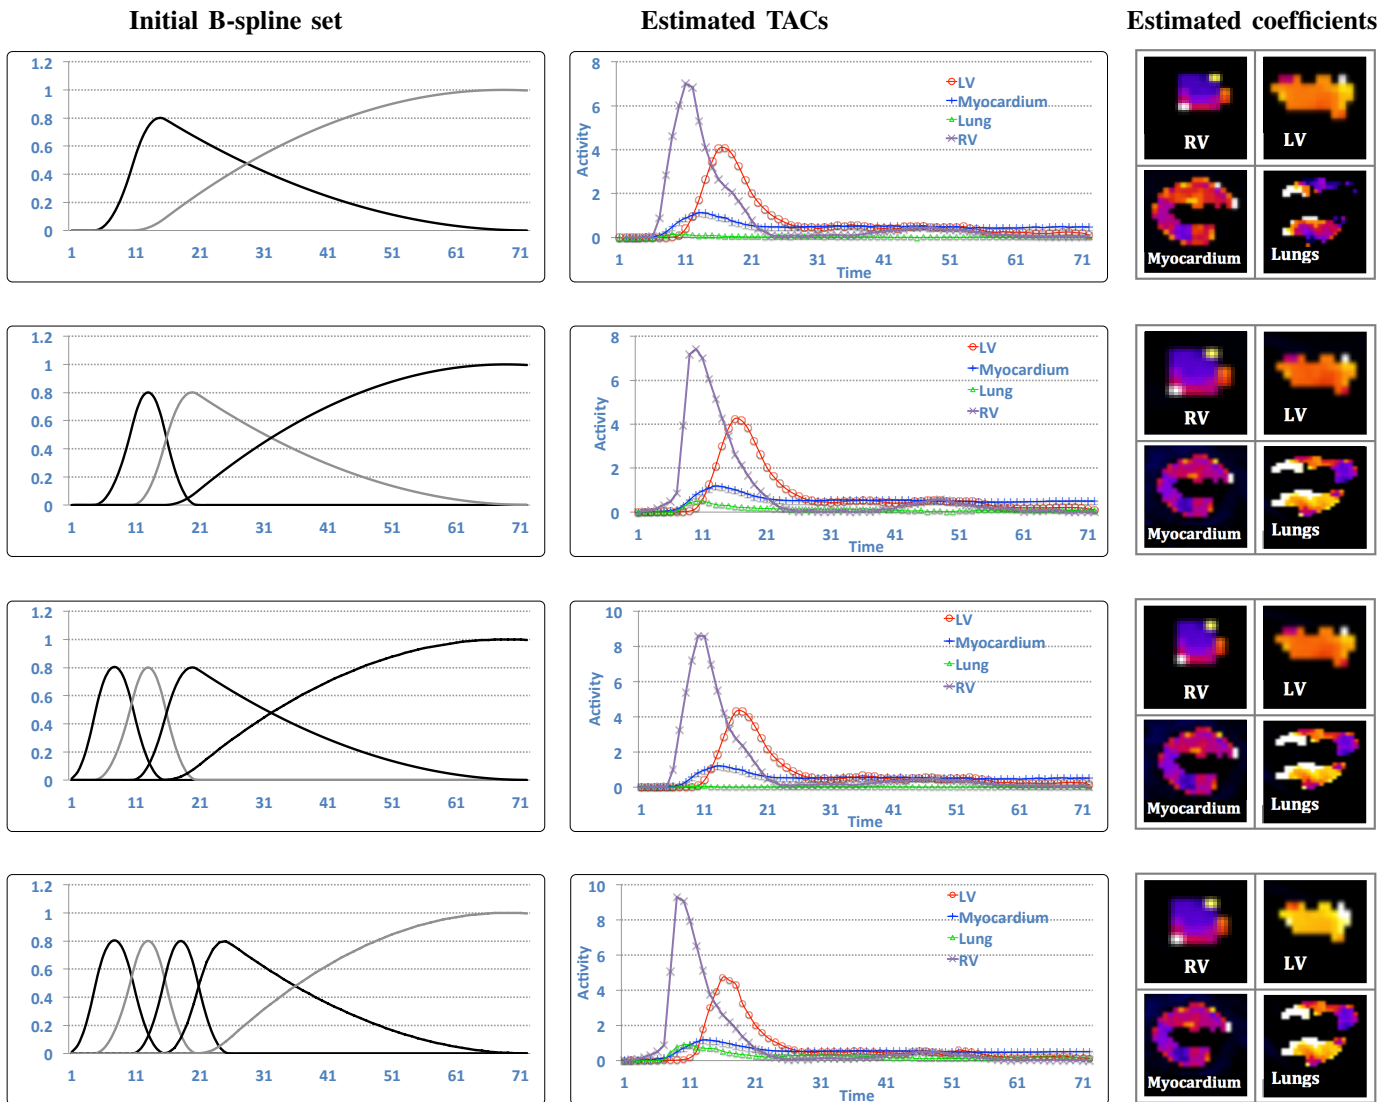 Initial B-spline set
Estimated TACs
Estimated coefficients
1.2
1
0.8
0.6
0.4
0.2
0
1 11 21 31 41 51 61 71
8
6
4
2
0
Activity
1 11 21 31 41 51 61 71
Time
LV
Myocardium
Lung
RV
RV
LV
Myocardium
Lungs
1.2
1
0.8
0.6
0.4
0.2
0
1 11 21 31 41 51 61 71
8
6
4
2
0
Activity
1 11 21 31 41 51 61 71
Time
LV
Myocardium
Lung
RV
RV
LV
Myocardium
Lungs
1.2
1
0.8
0.6
0.4
0.2
0
1 11 21 31 41 51 61 71
10
8
6
4
2
0
Activity
1 11 21 31 41 51 61 71
Time
LV
Myocardium
Lung
RV
RV
LV
Myocardium
Lungs
1.2
1
0.8
0.6
0.4
0.2
0
1 11 21 31 41 51 61 71
10
8
6
4
2
0
Activity
1 11 21 31 41 51 61 71
Time
LV
Myocardium
Lung
RV
RV
LV
Myocardium
Lungs